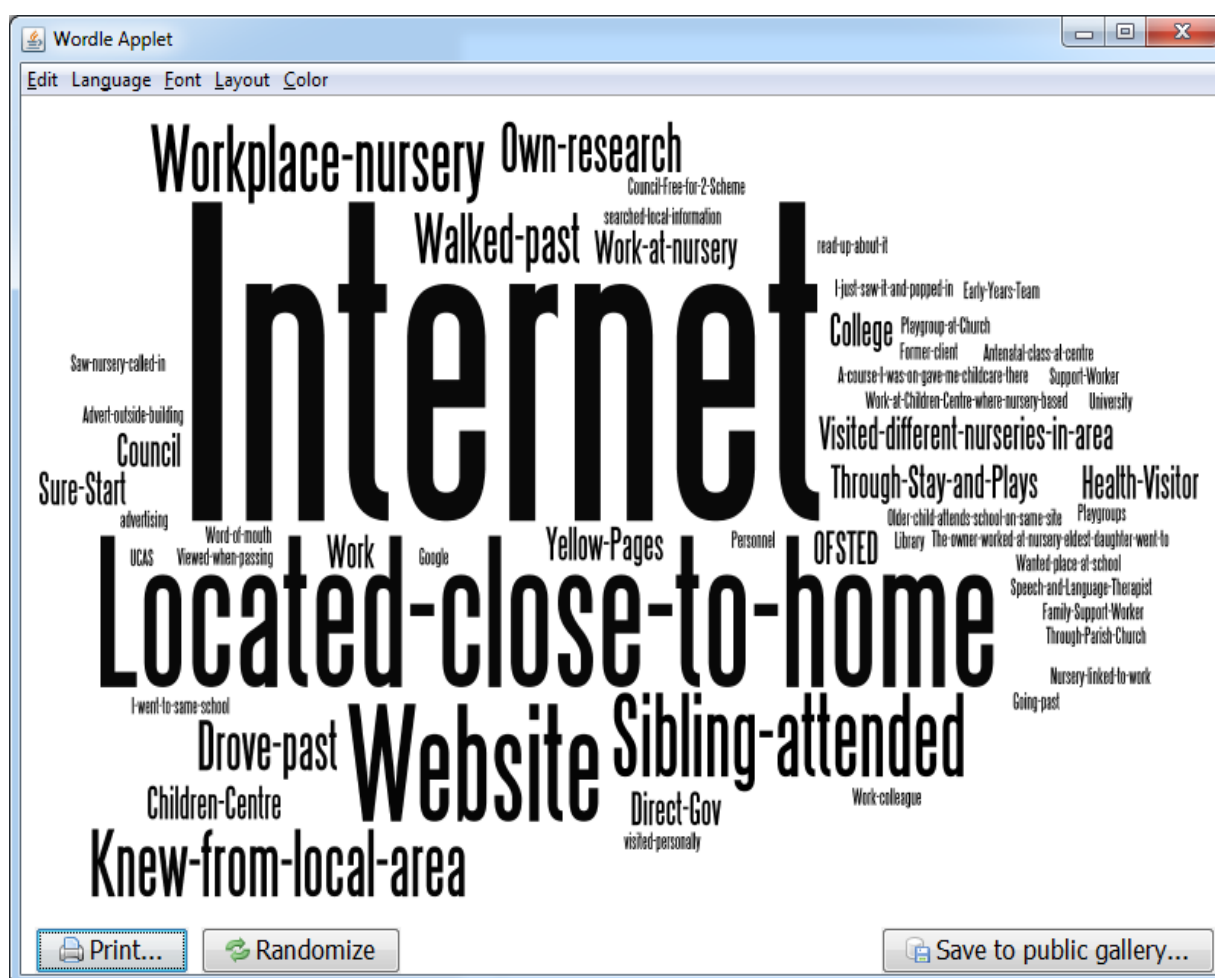 Wordle Applet
Edit Language Font Layout Color
Workplace-nursery
Own-research
Council-Free-for-2-Scheme
searched-local-information
Walked-past
Work-at-nursery
read-up-about-it
Internet
I-just-saw-it-and-popped-in
Early-Years-Team
College
Playgroup-at-Church
Former-client
Antenatal-class-at-centre
Saw-nursery-called-in
A-course-I-was-on-gave-me-childcare-there
Support-Worker
Work-at-Children-Centre-where-nursery-based
University
Advert-outside-building
Council
Visited-different-nurseries-in-area
Sure-Start
Through-Stay-and-Plays
Health-Visitor
advertising
Older-child-attends-school-on-same-site
Playgroups
Word-of-mouth
UCAS
Viewed-when-passing
Work
Google
Yellow-Pages
Personnel
OFSTED
Library
The-owner-worked-at-nursery-eldest-daughter-went-to
Wanted-place-at-school
Located-close-to-home
Speech-and-Language-Therapist
Family-Support-Worker
Through-Parish-Church
Nursery-linked-to-work
Going-past
I-went-to-same-school
Drove-past
Website
Sibling-attended
Children-Centre
Direct-Gov
Work-colleague
visited-personally
Knew-from-local-area
Print...
Randomize
Save to public gallery...